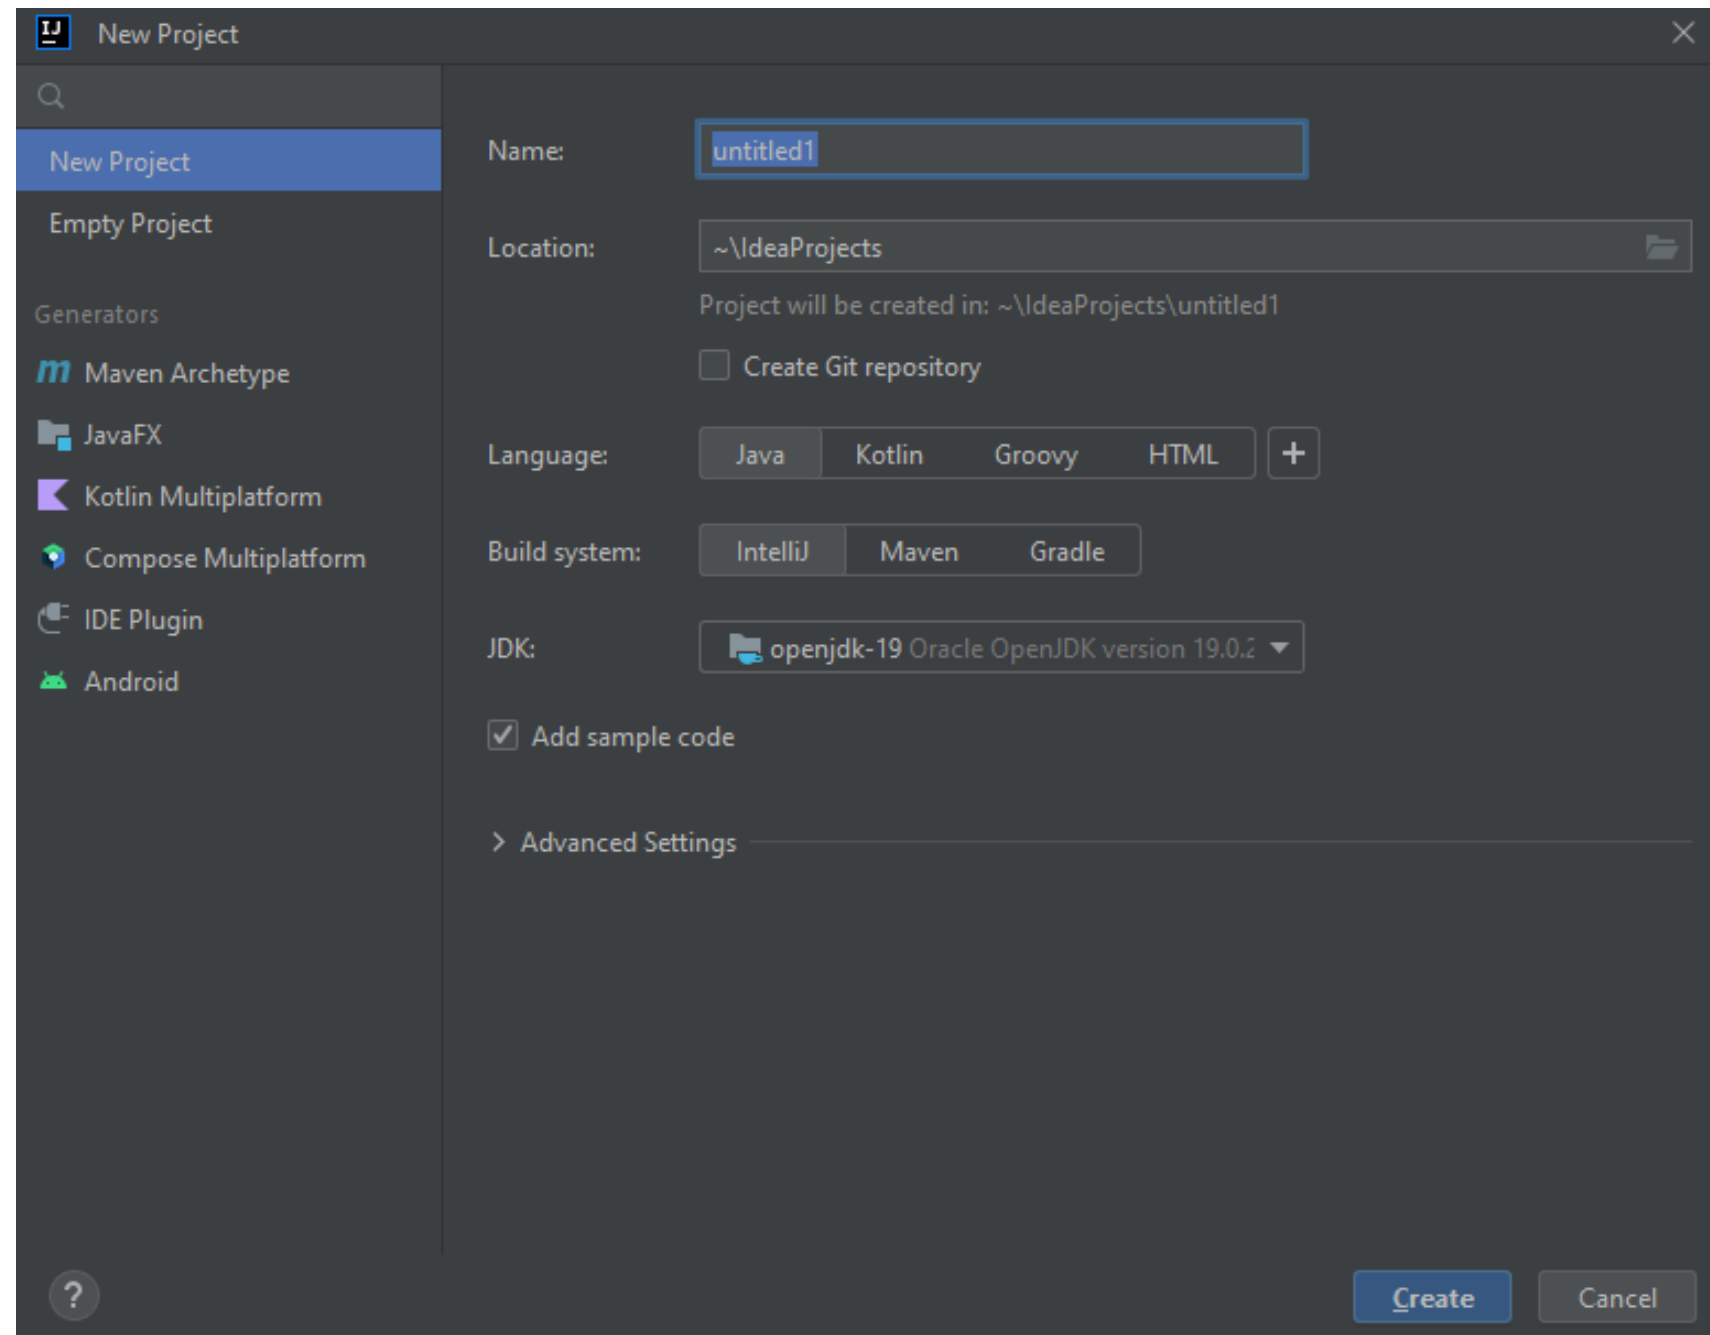 IJ New Project
New Project
Empty Project
Generators
m Maven Archetype
JavaFX
Kotlin Multiplatform
Compose Multiplatform
IDE Plugin
Android
Name: untitled1
Location: ~\IdeaProjects
Project will be created in: ~\IdeaProjects\untitled1
Create Git repository
Language: Java Kotlin Groovy HTML +
Build system: IntelliJ Maven Gradle
JDK: openjdk-19 Oracle OpenJDK version 19.0.2
Add sample code
Advanced Settings
? Create Cancel